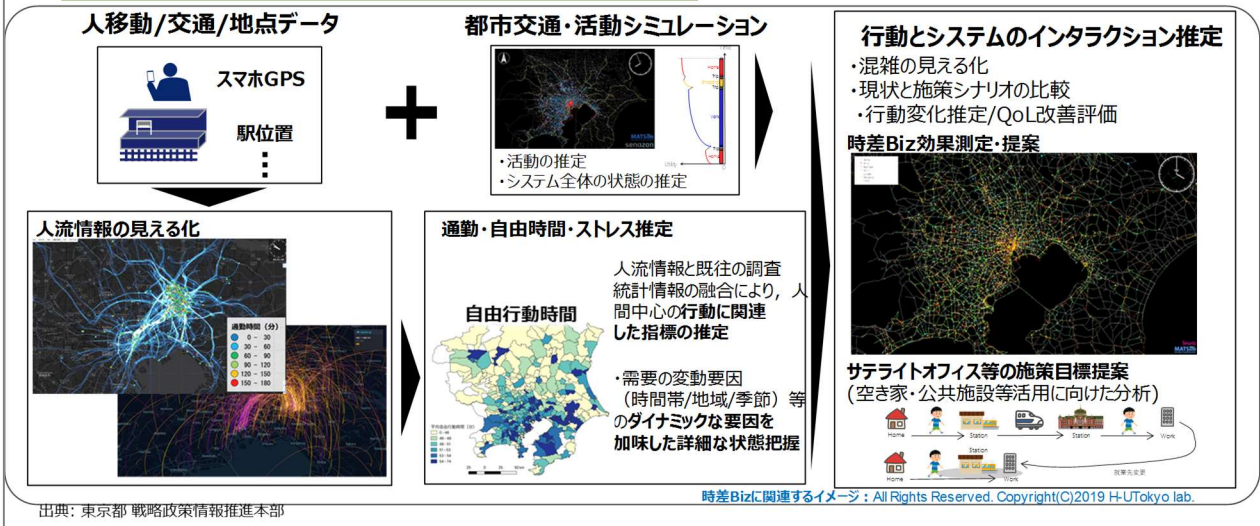 人移動/交通/地点データ
スマホGPS
駅位置
都市交通・活動シミュレーション
MATSim
senozon
・活動の推定
・システム全体の状態の推定
行動とシステムのインタラクション推定
・混雑の見える化
・現状と施策シナリオの比較
・行動変化推定/QoL改善評価
時差Biz効果測定・提案
人流情報の見える化
通勤時間(分)
0 - 30
30 - 60
60 - 90
90 - 120
120 - 150
150 - 180
通勤・自由時間・ストレス推定
人流情報と既往の調査
統計情報の融合により，人
間中心の行動に関連
した指標の推定
自由行動時間
・需要の変動要因
（時間帯/地域/季節）等
のダイナミックな要因を
加味した詳細な状態把握
サテライトオフィス等の施策目標提案
(空き家・公共施設等活用に向けた分析)
Home
Station
Station
Work
Home
Work
就業先変更
時差Bizに関連するイメージ：All Rights Reserved. Copyright(C)2019 H-UTokyo lab.
出典: 東京都 戦略政策情報推進本部